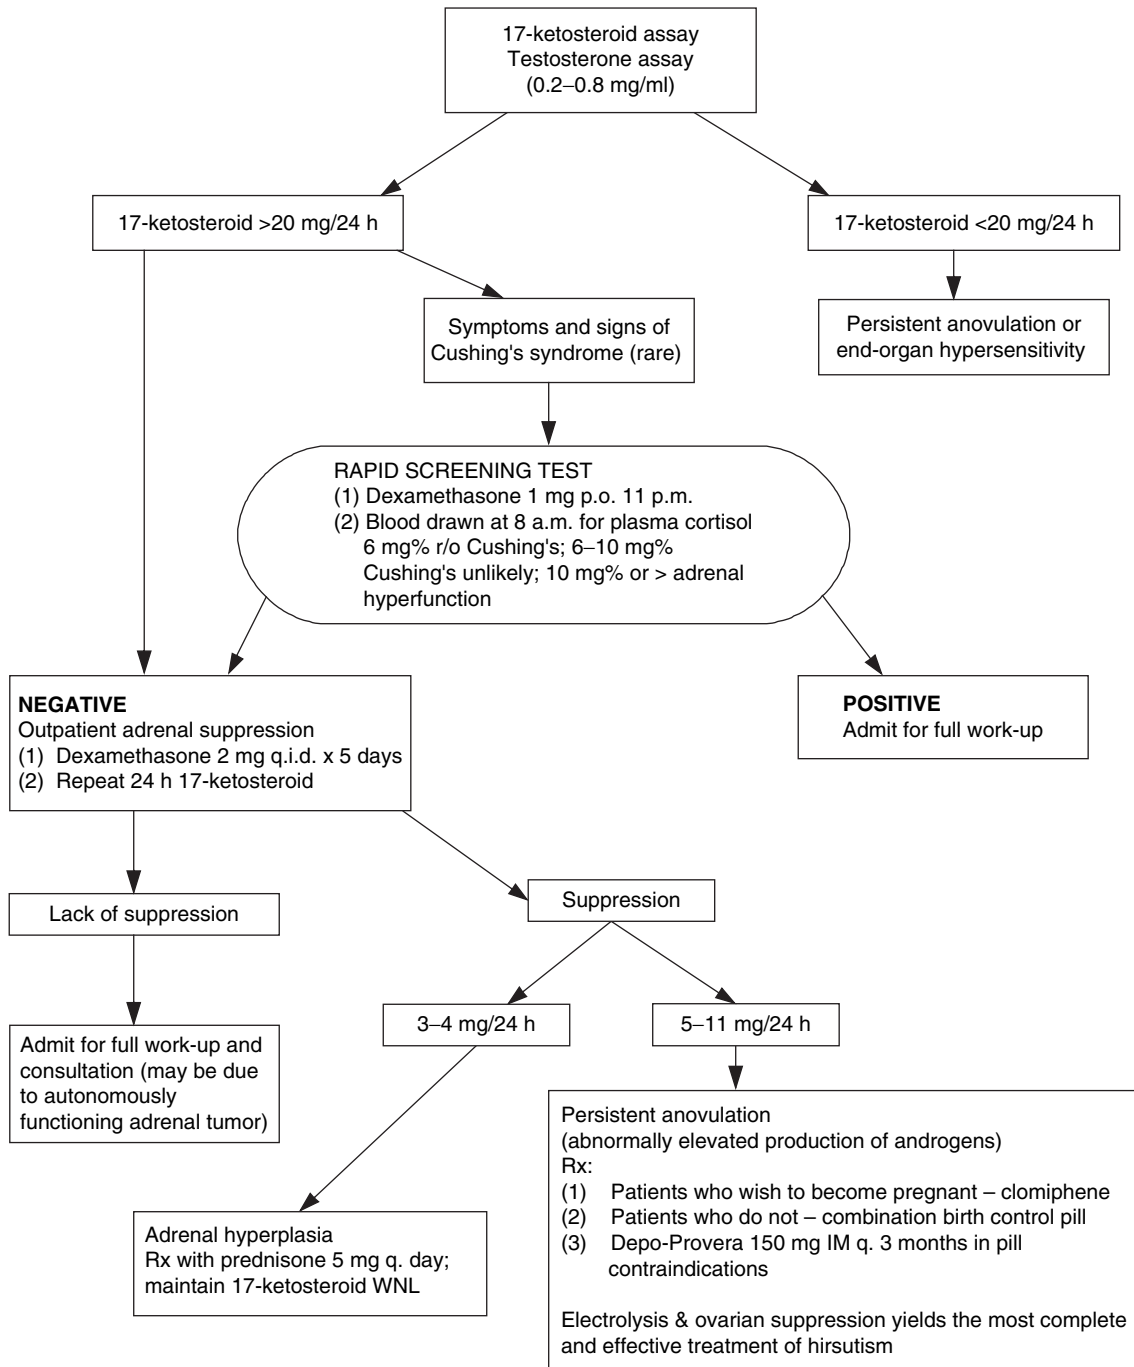 17-ketosteroid assay
Testosterone assay
(0.2–0.8 mg/ml)
17-ketosteroid >20 mg/24 h
17-ketosteroid <20 mg/24 h
Symptoms and signs of
Cushing's syndrome (rare)
Persistent anovulation or
end-organ hypersensitivity
RAPID SCREENING TEST
(1) Dexamethasone 1 mg p.o. 11 p.m.
(2) Blood drawn at 8 a.m. for plasma cortisol
6 mg% r/o Cushing's; 6–10 mg%
Cushing's unlikely; 10 mg% or > adrenal
hyperfunction
NEGATIVE
Outpatient adrenal suppression
(1) Dexamethasone 2 mg q.i.d. x 5 days
(2) Repeat 24 h 17-ketosteroid
POSITIVE
Admit for full work-up
Lack of suppression
Suppression
3–4 mg/24 h
5–11 mg/24 h
Admit for full work-up and
consultation (may be due
to autonomously
functioning adrenal tumor)
Adrenal hyperplasia
Rx with prednisone 5 mg q. day;
maintain 17-ketosteroid WNL
Persistent anovulation
(abnormally elevated production of androgens)
Rx:
(1) Patients who wish to become pregnant – clomiphene
(2) Patients who do not – combination birth control pill
(3) Depo-Provera 150 mg IM q. 3 months in pill
contraindications
Electrolysis & ovarian suppression yields the most complete
and effective treatment of hirsutism